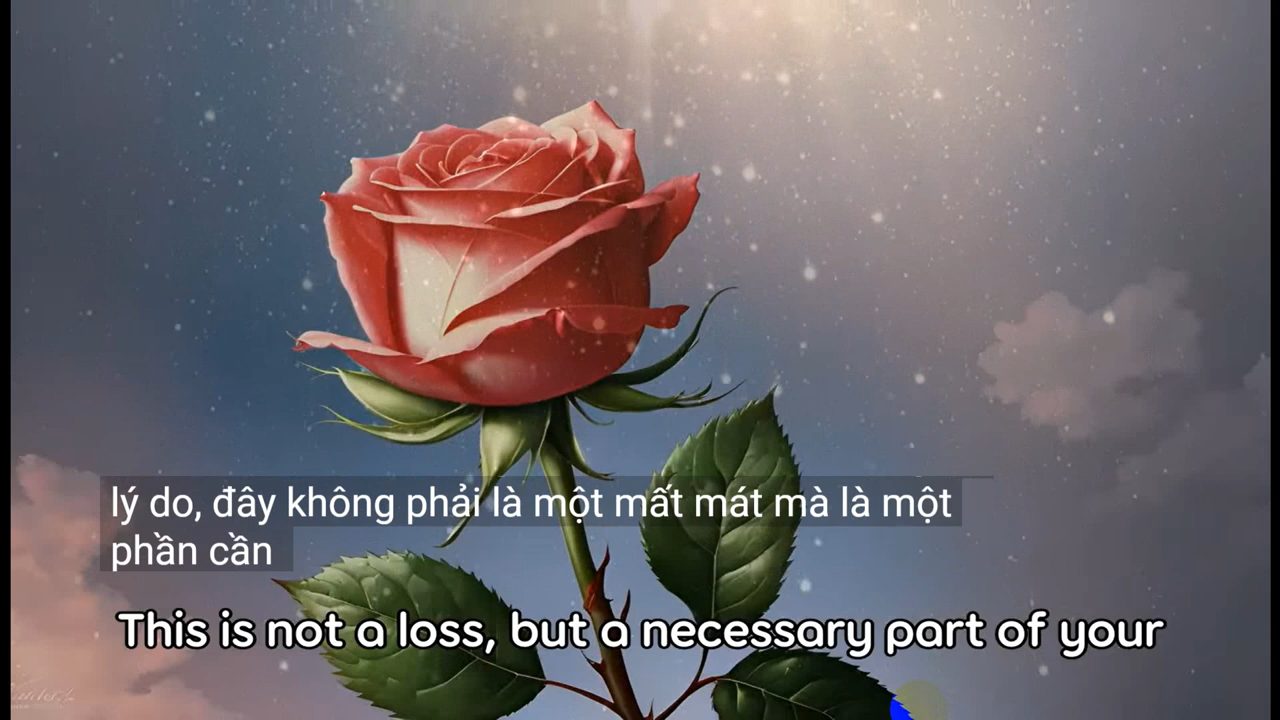 lý do, đây không phải là một mất mát mà là một
phần cần
This is not a loss, but a necessary part of your